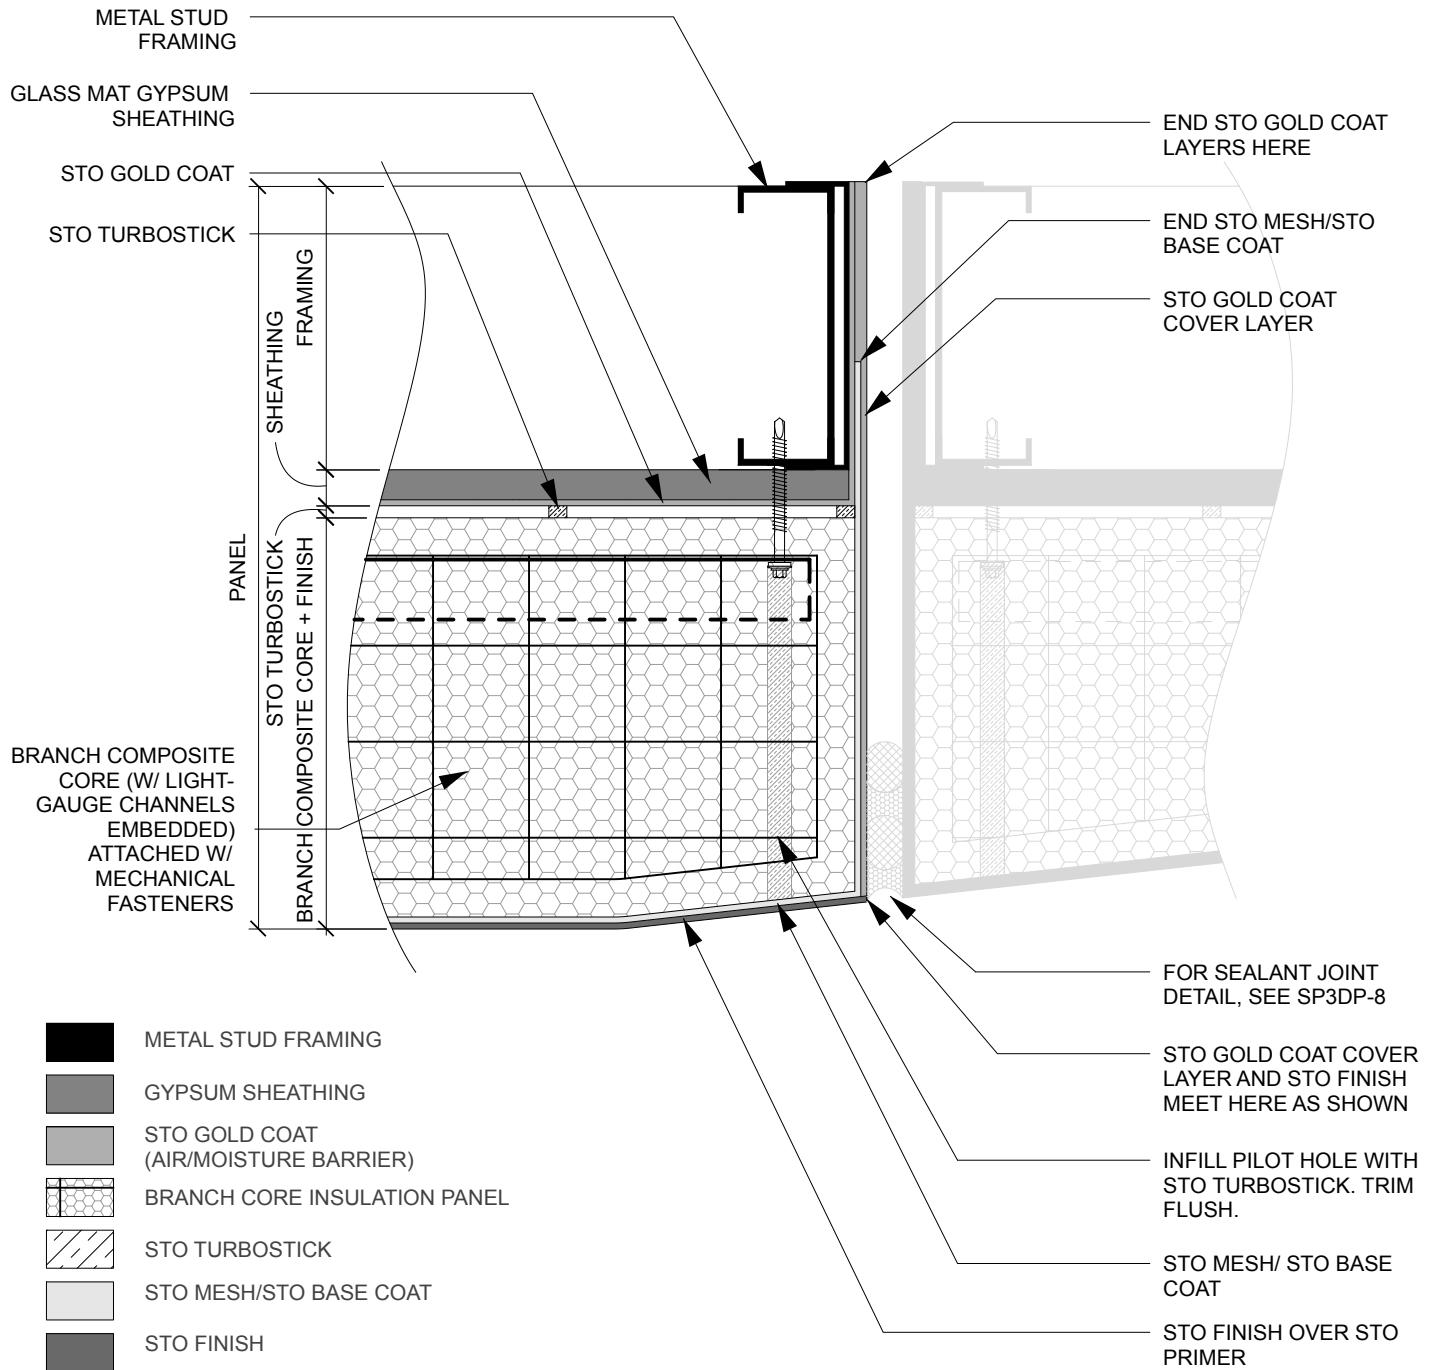 METAL STUD
FRAMING
GLASS MAT GYPSUM
SHEATHING
STO GOLD COAT
STO TURBOSTICK
FRAMING
SHEATHING
PANEL
STO TURBOSTICK
BRANCH COMPOSITE CORE + FINISH
BRANCH COMPOSITE
CORE (W/ LIGHT-
GAUGE CHANNELS
EMBEDDED)
ATTACHED W/
MECHANICAL
FASTENERS
END STO GOLD COAT
LAYERS HERE
END STO MESH/STO
BASE COAT
STO GOLD COAT
COVER LAYER
FOR SEALANT JOINT
DETAIL, SEE SP3DP-8
STO GOLD COAT COVER
LAYER AND STO FINISH
MEET HERE AS SHOWN
INFILL PILOT HOLE WITH
STO TURBOSTICK. TRIM
FLUSH.
STO MESH/ STO BASE
COAT
STO FINISH OVER STO
PRIMER
METAL STUD FRAMING
GYPSUM SHEATHING
STO GOLD COAT
(AIR/MOISTURE BARRIER)
BRANCH CORE INSULATION PANEL
STO TURBOSTICK
STO MESH/STO BASE COAT
STO FINISH